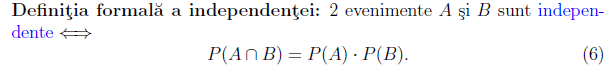 Definiţia formală a independenţei: 2 evenimente A şi B sunt indepen-
dente ⟺
P(A ∩ B) = P(A) · P(B). (6)